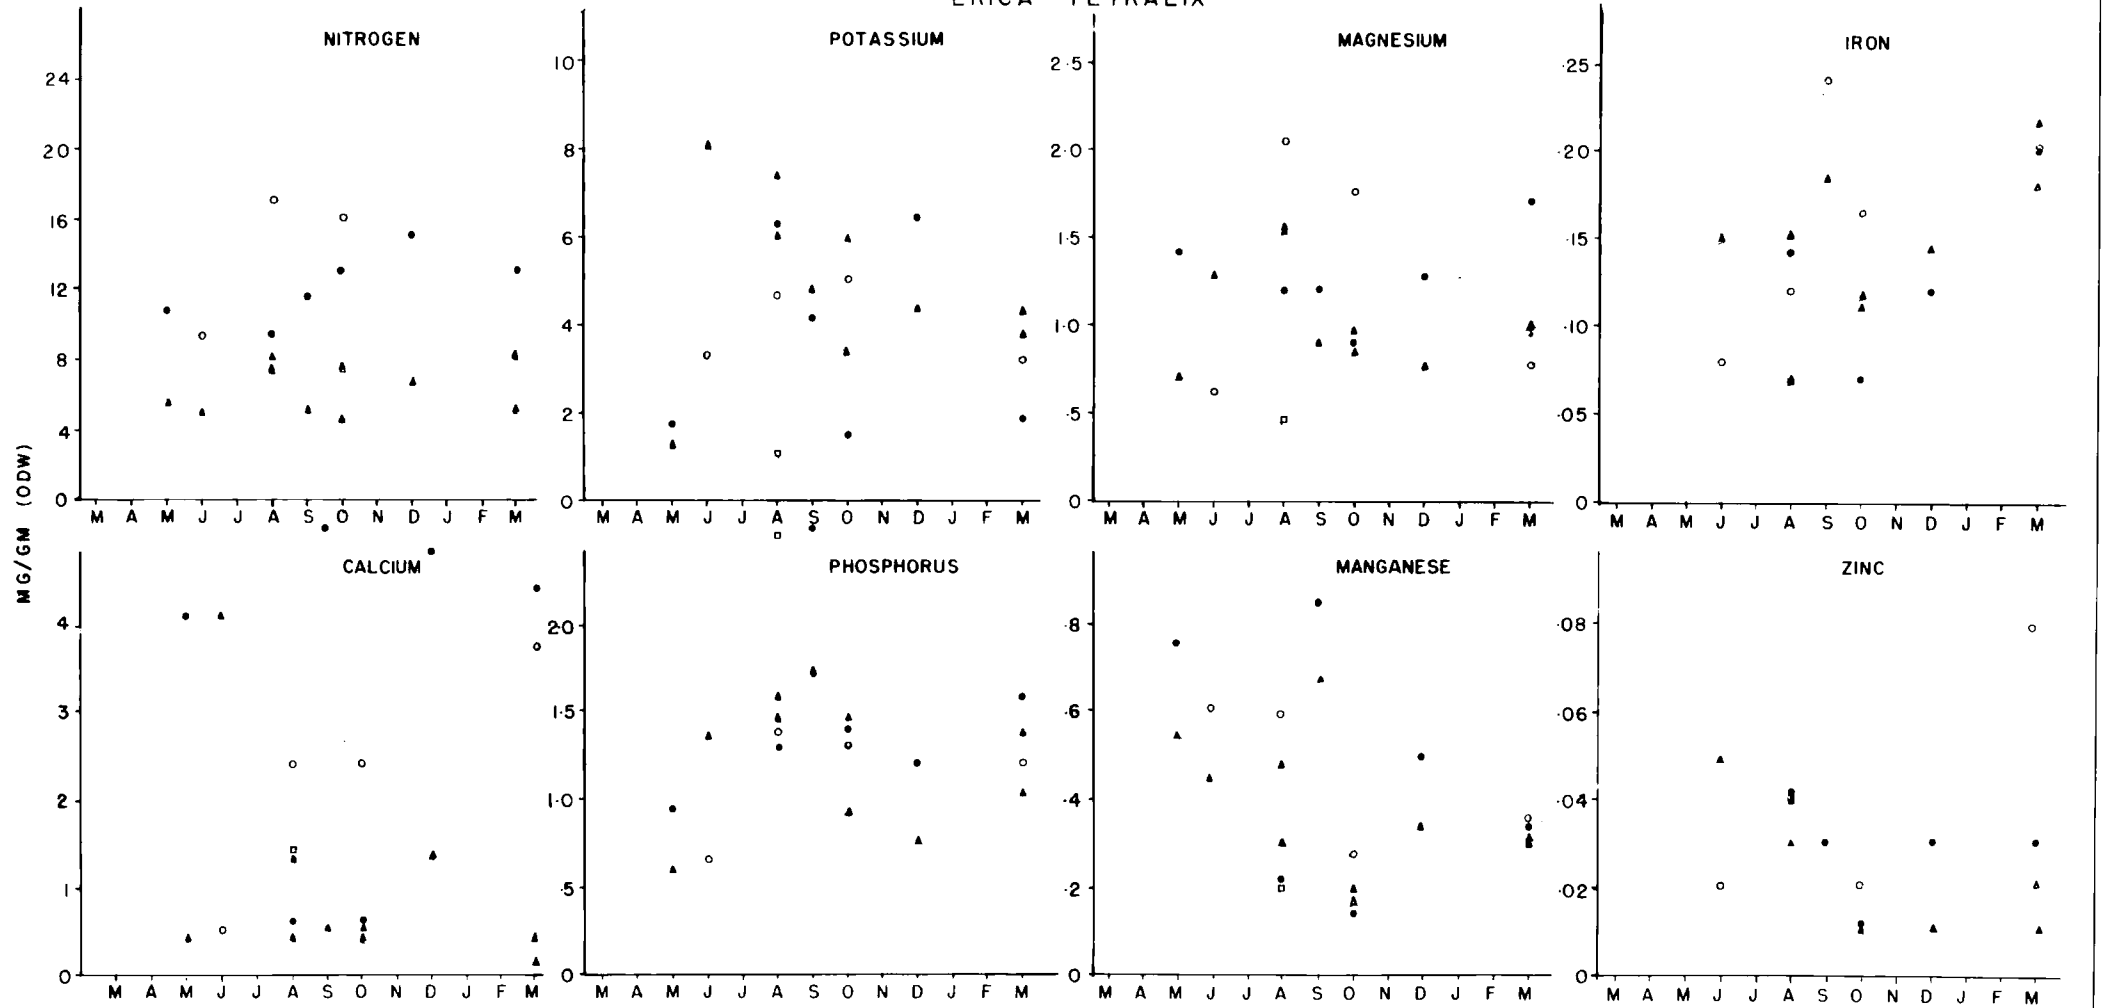 ERICA TETRALIX
NITROGEN
24
20
16
12
8
4
0
M A M J J A S O N D J F M
POTASSIUM
10
8
6
4
2
0
M A M J J A S O N D J F M
MAGNESIUM
2·5
2·0
1·5
1·0
·5
0
M A M J J A S O N D J F M
IRON
·25
·20
·15
·10
·05
0
M A M J J A S O N D J F M
MG/GM (ODW)
CALCIUM
4
3
2
1
0
M A M J J A S O N D J F M
PHOSPHORUS
2·0
1·5
1·0
·5
0
M A M J J A S O N D J F M
MANGANESE
·8
·6
·4
·2
0
M A M J J A S O N D J F M
ZINC
·08
·06
·04
·02
0
M A M J J A S O N D J F M